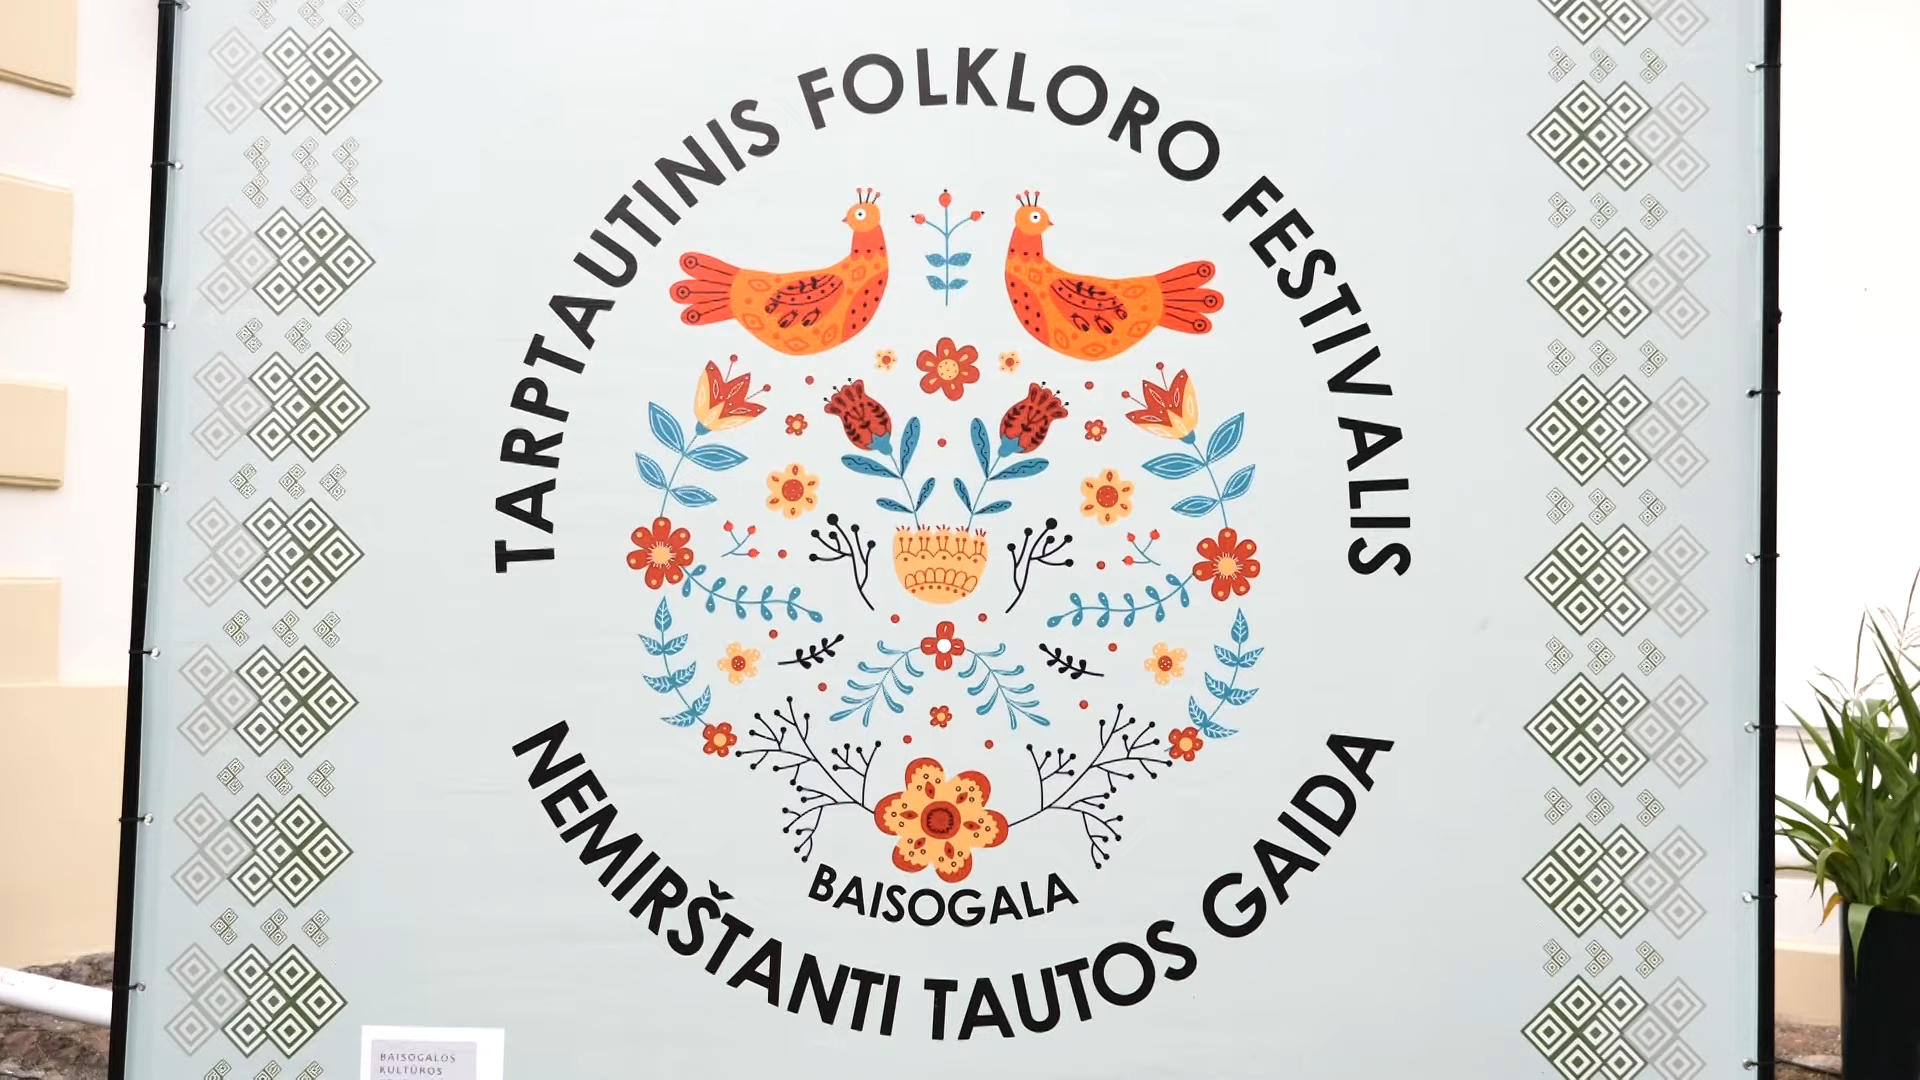 TARPTAUTINIS FOLKLORO FESTIVALIS
BAISOGALA
NEMIRŠTANTI TAUTOS GAIDA
BAISOGALOS
KULTŪROS